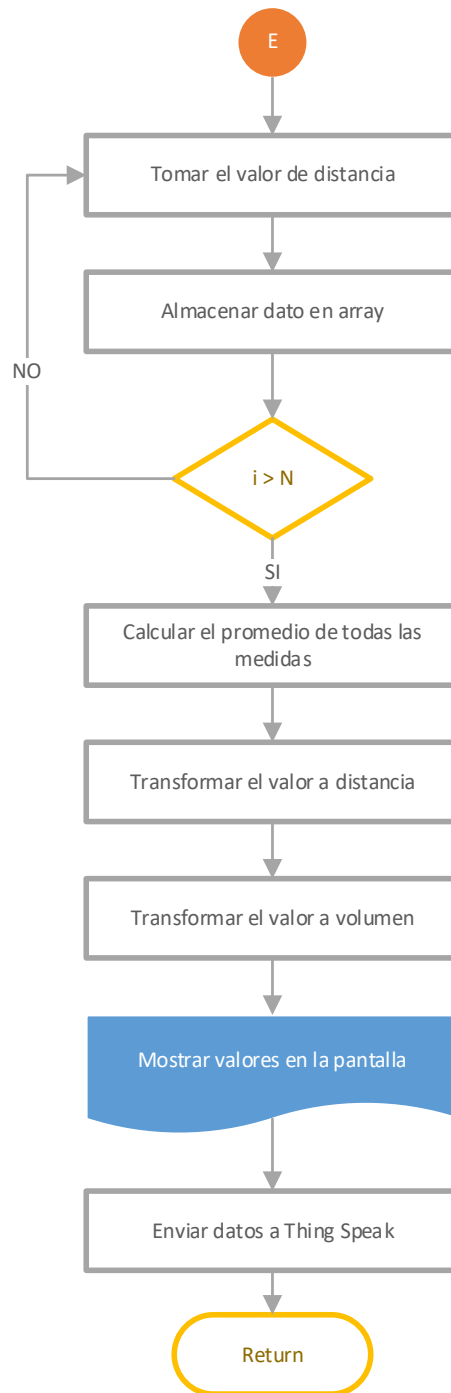 E
Tomar el valor de distancia
Almacenar dato en array
NO
i > N
SI
Calcular el promedio de todas las
medidas
Transformar el valor a distancia
Transformar el valor a volumen
Mostrar valores en la pantalla
Enviar datos a Thing Speak
Return